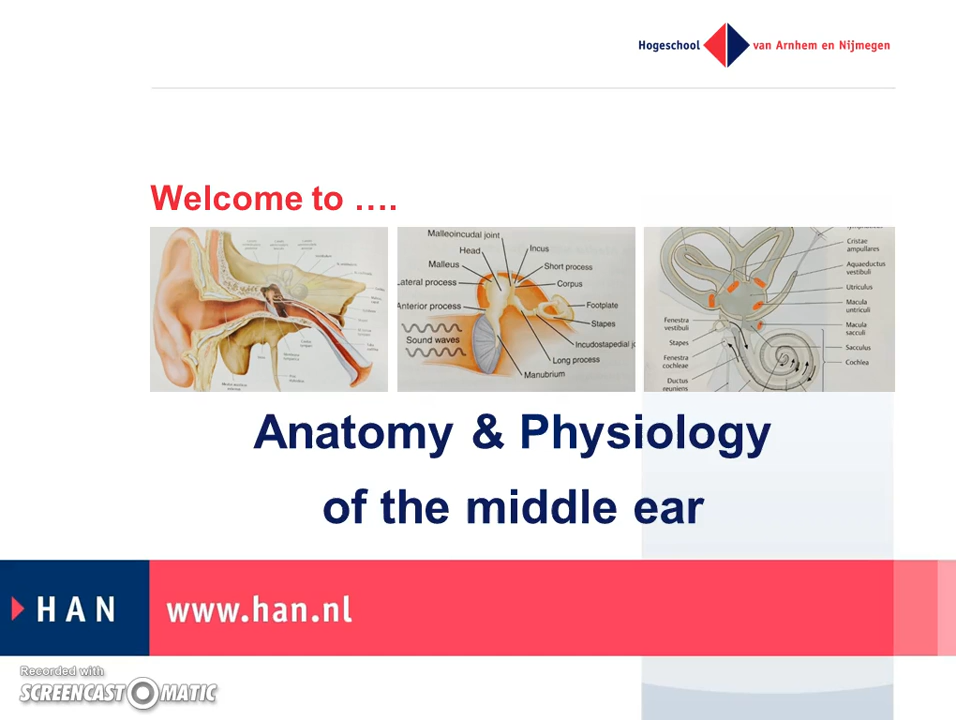 Hogeschool van Arnhem en Nijmegen
Welcome to ….
Malleoincudal joint
Head
Incus
Malleus
Short process
Lateral process
Corpus
Anterior process
Footplate
Stapes
Sound waves
Incudostapedial jo
Long process
Manubrium
Cristae
ampullares
Aquaeductus
vestibuli
Utriculus
Macula
untriculi
Fenestra
vestibuli
Macula
sacculi
Stapes
Sacculus
Fenestra
cochleae
Cochlea
Ductus
reuniens
Anatomy & Physiology
of the middle ear
HAN
www.han.nl
Recorded with
SCREENCAST O MATIC